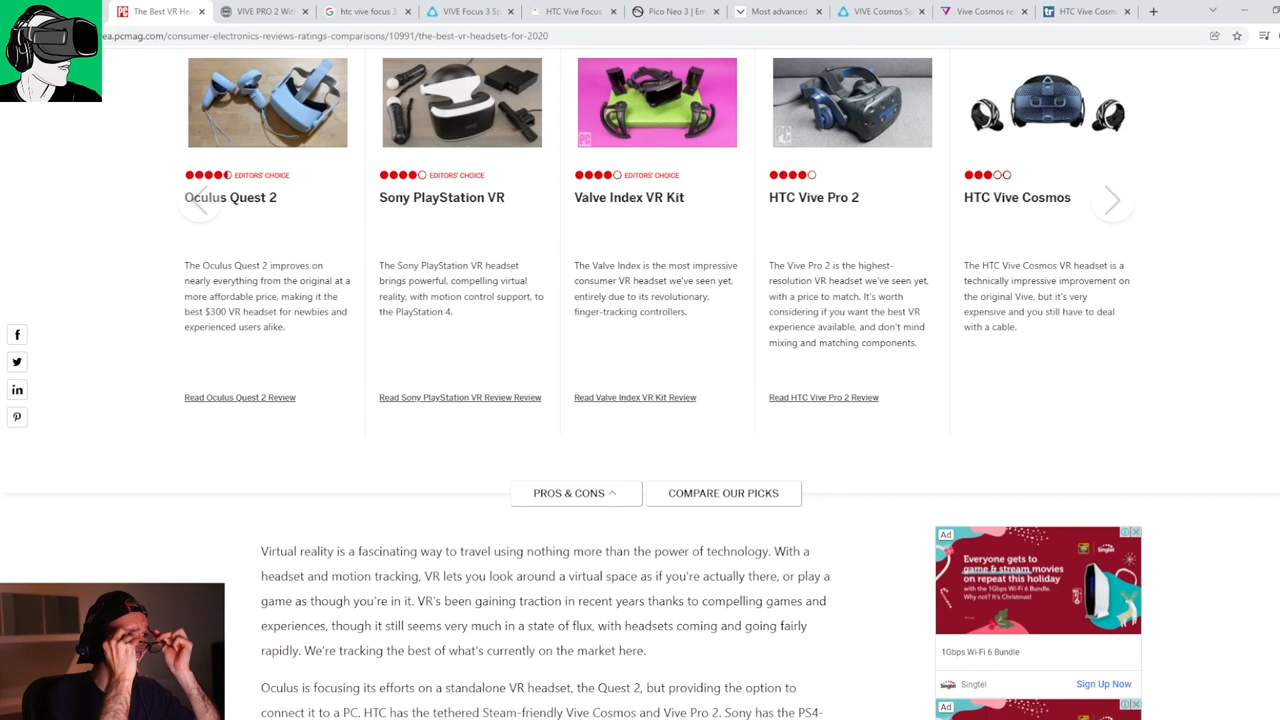 The Best VR Hea
VIVE PRO 2 With
htc vive focus 3
VIVE Focus 3 Sp
HTC Vive Focus
Pico Neo 3 | Em
Most advanced
VIVE Cosmos Sp
Vive Cosmos re
HTC Vive Cosm
ea.pcmag.com/consumer-electronics-reviews-ratings-comparisons/10991/the-best-vr-headsets-for-2020
EDITORS' CHOICE
Oculus Quest 2
The Oculus Quest 2 improves on
nearly everything from the original at a
more affordable price, making it the
best $300 VR headset for newbies and
experienced users alike.
Read Oculus Quest 2 Review
EDITORS' CHOICE
Sony PlayStation VR
The Sony PlayStation VR headset
brings powerful, compelling virtual
reality, with motion control support, to
the PlayStation 4.
Read Sony PlayStation VR Review Review
PC
EDITORS' CHOICE
Valve Index VR Kit
The Valve Index is the most impressive
consumer VR headset we've seen yet,
entirely due to its revolutionary,
finger-tracking controllers.
Read Valve Index VR Kit Review
PC
HTC Vive Pro 2
The Vive Pro 2 is the highest-
resolution VR headset we've seen yet,
with a price to match. It's worth
considering if you want the best VR
experience available, and don't mind
mixing and matching components.
Read HTC Vive Pro 2 Review
HTC Vive Cosmos
The HTC Vive Cosmos VR headset is a
technically impressive improvement on
the original Vive, but it's very
expensive and you still have to deal
with a cable.
PROS & CONS
COMPARE OUR PICKS
Virtual reality is a fascinating way to travel using nothing more than the power of technology. With a
headset and motion tracking, VR lets you look around a virtual space as if you're actually there, or play a
game as though you're in it. VR's been gaining traction in recent years thanks to compelling games and
experiences, though it still seems very much in a state of flux, with headsets coming and going fairly
rapidly. We're tracking the best of what's currently on the market here.
Oculus is focusing its efforts on a standalone VR headset, the Quest 2, but providing the option to
connect it to a PC. HTC has the tethered Steam-friendly Vive Cosmos and Vive Pro 2. Sony has the PS4-
Ad
Singtel
Everyone gets to
game & stream movies
on repeat this holiday
with the 1Gbps Wi-Fi 6 Bundle.
Why not? It's Christmas!
1Gbps Wi-Fi 6 Bundle
Singtel
Sign Up Now
Ad